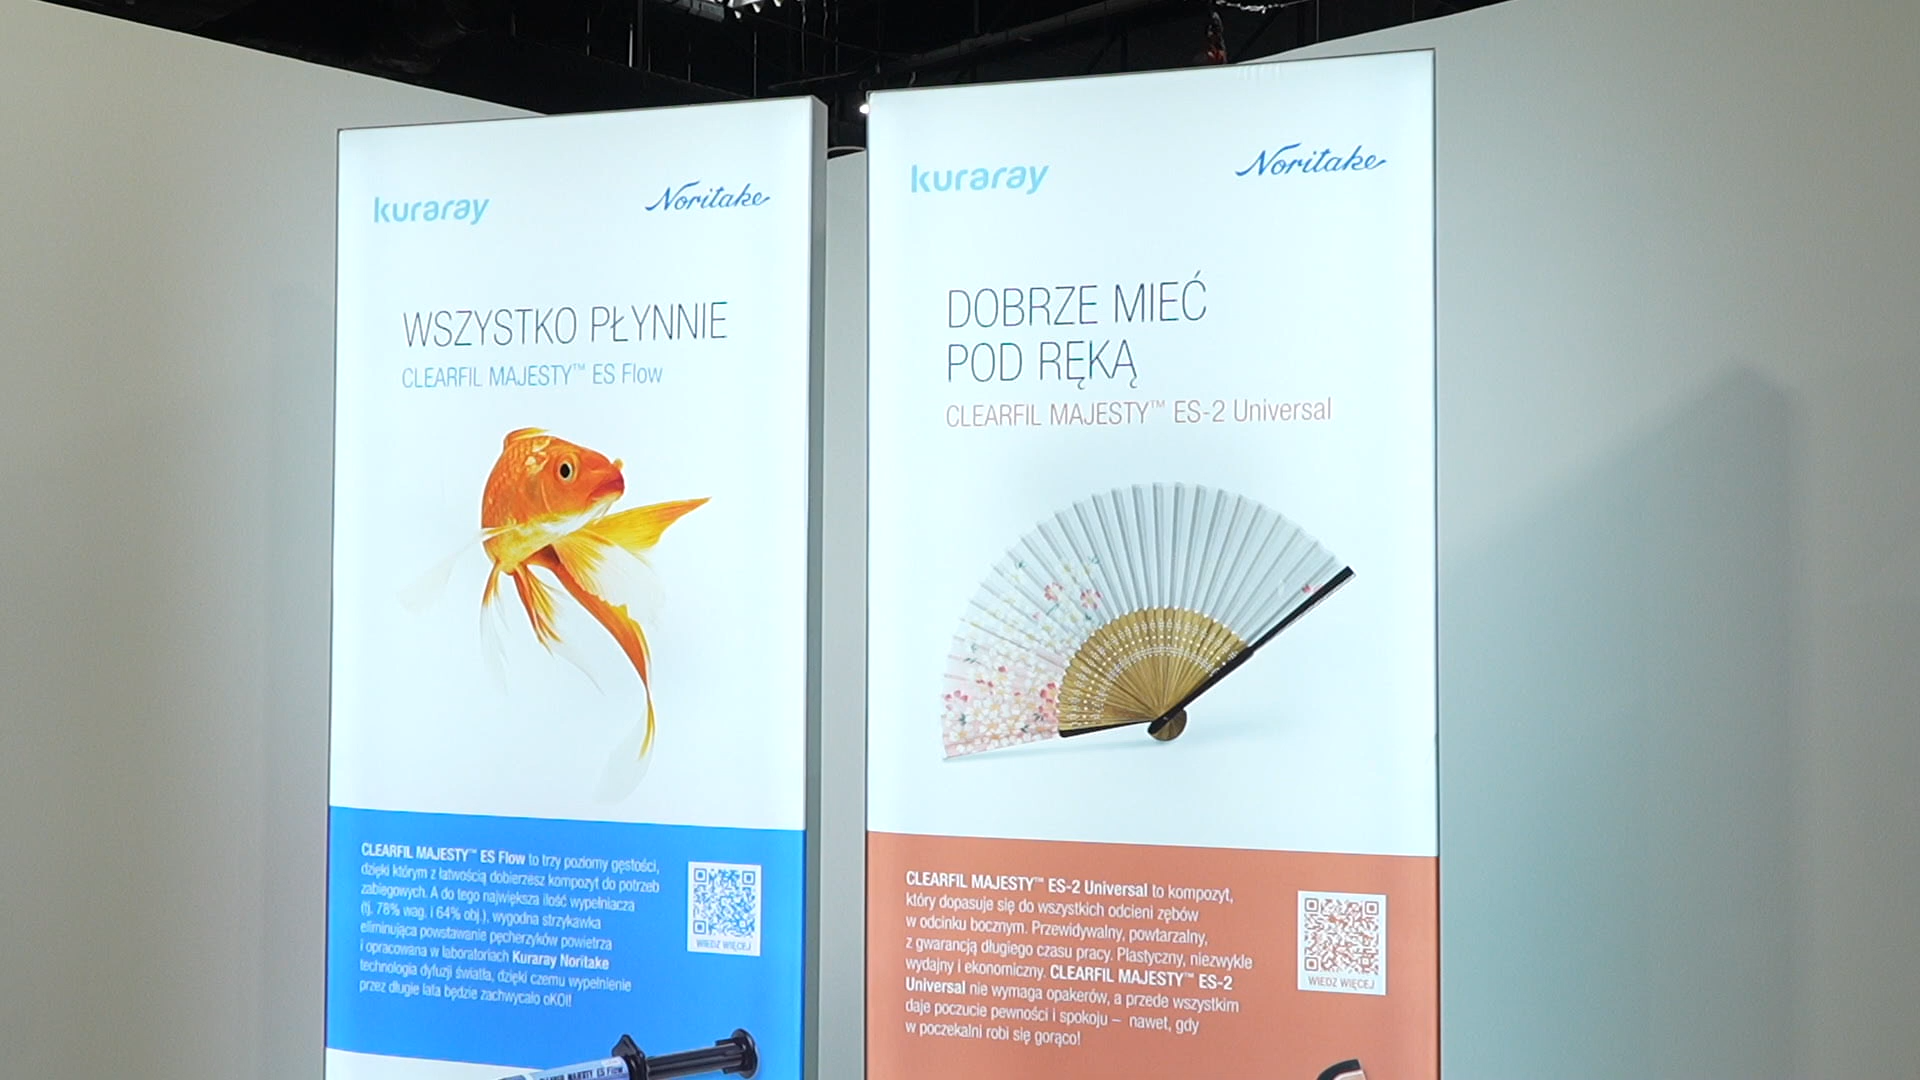 kuraray Noritake
WSZYSTKO PŁYNNIE
CLEARFIL MAJESTY™ ES Flow
CLEARFIL MAJESTY™ ES Flow to trzy poziomy gęstości,
dzięki którym z łatwością dobierzesz kompozyt do potrzeb
zabiegowych. A do tego największa ilość wypełniacza
(tj. 78% wag. i 64% obj.), wygodna strzykawka
eliminująca powstawanie pęcherzyków powietrza
i opracowana w laboratoriach Kuraray Noritake
technologia dyfuzji światła, dzięki czemu wypełnienie
przez długie lata będzie zachwycało oKOI!
WIEDZ WIĘCEJ
CLEARFIL MAJESTY ES Flow
kuraray Noritake
DOBRZE MIEĆ
POD RĘKĄ
CLEARFIL MAJESTY™ ES-2 Universal
CLEARFIL MAJESTY™ ES-2 Universal to kompozyt,
który dopasuje się do wszystkich odcieni zębów
w odcinku bocznym. Przewidywalny, powtarzalny,
z gwarancją długiego czasu pracy. Plastyczny, niezwykle
wydajny i ekonomiczny. CLEARFIL MAJESTY™ ES-2
Universal nie wymaga opakerów, a przede wszystkim
daje poczucie pewności i spokoju – nawet, gdy
w poczekalni robi się gorąco!
WIEDZ WIĘCEJ